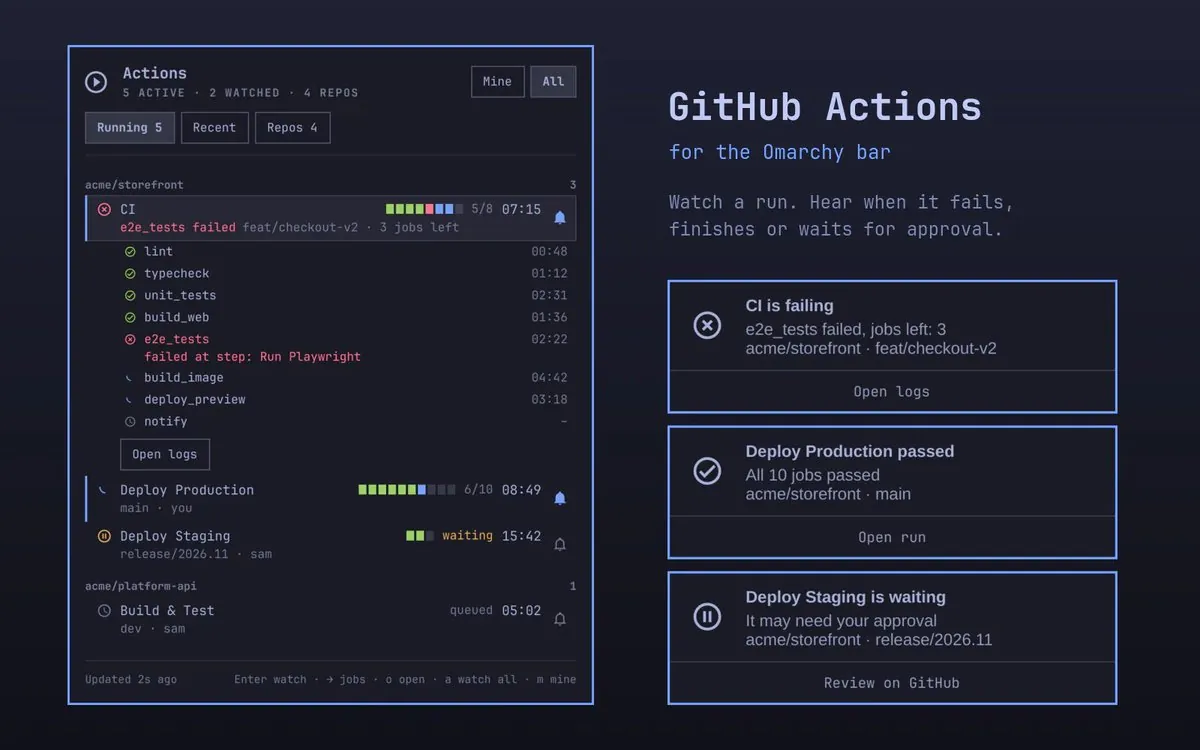 Actions
5 ACTIVE · 2 WATCHED · 4 REPOS
Mine
All
Running 5
Recent
Repos 4
acme/storefront 3
CI 5/8 07:15
e2e_tests failed feat/checkout-v2 · 3 jobs left
lint 00:48
typecheck 01:12
unit_tests 02:31
build_web 01:36
e2e_tests 02:22
failed at step: Run Playwright
build_image 04:42
deploy_preview 03:18
notify –
Open logs
Deploy Production 6/10 08:49
main · you
Deploy Staging waiting 15:42
release/2026.11 · sam
acme/platform-api 1
Build & Test queued 05:02
dev · sam
Updated 2s ago
Enter watch · → jobs · o open · a watch all · m mine
GitHub Actions
for the Omarchy bar
Watch a run. Hear when it fails,
finishes or waits for approval.
CI is failing
e2e_tests failed, jobs left: 3
acme/storefront · feat/checkout-v2
Open logs
Deploy Production passed
All 10 jobs passed
acme/storefront · main
Open run
Deploy Staging is waiting
It may need your approval
acme/storefront · release/2026.11
Review on GitHub